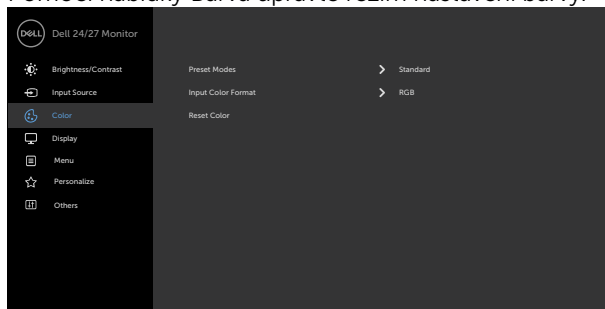 Pomocí nabídky Barva upravte režim nastavení barvy.
DELL
Dell 24/27 Monitor
Brightness/Contrast
Preset Modes
Standard
Input Source
Input Color Format
RGB
Color
Reset Color
Display
Menu
Personalize
Others